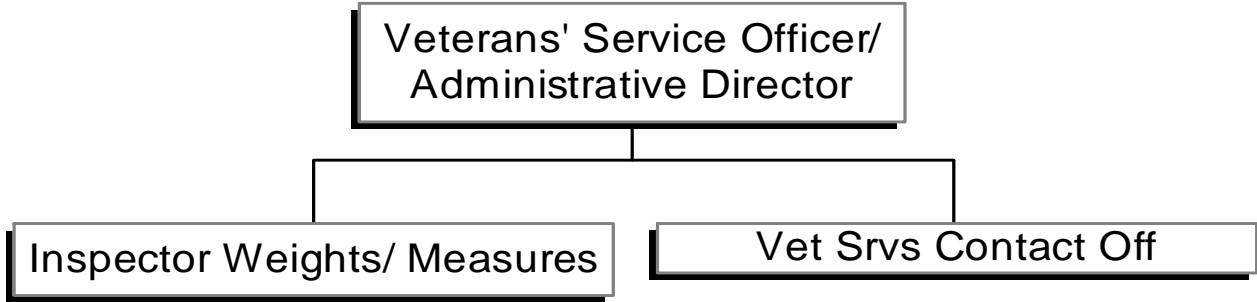 Veterans' Service Officer/
Administrative Director
Inspector Weights/ Measures
Vet Srvs Contact Off